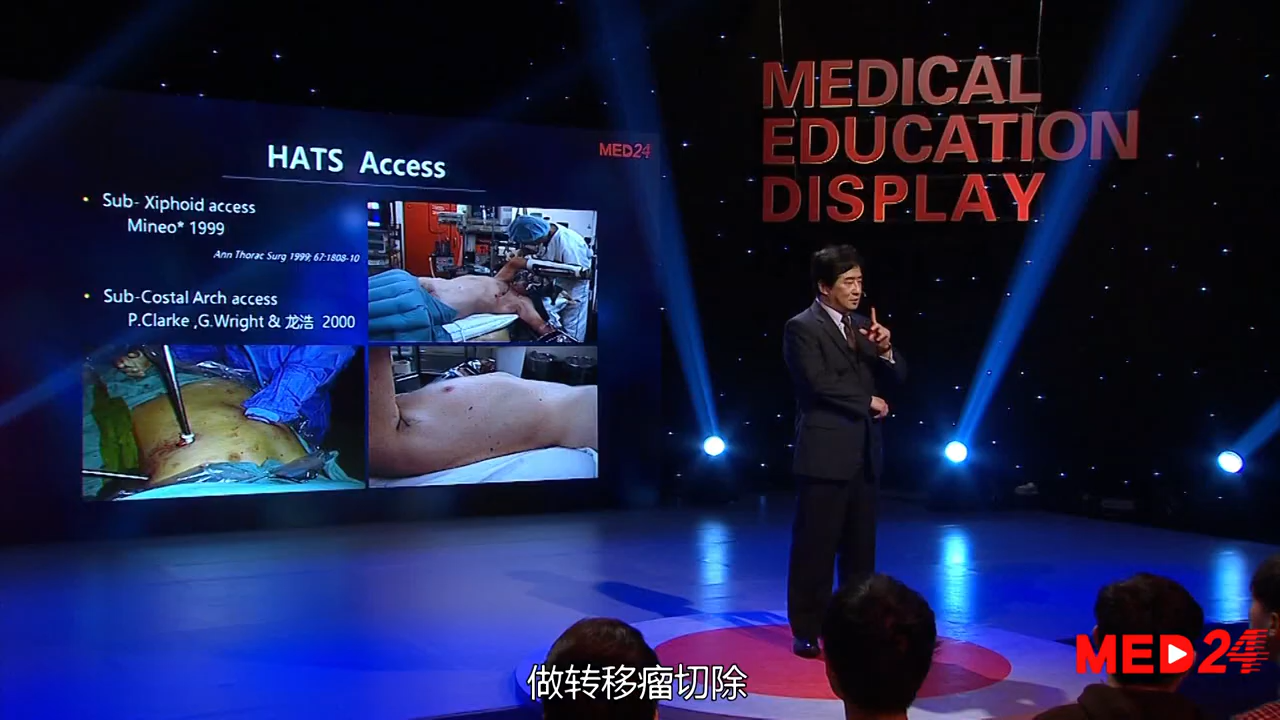 MEDICAL
EDUCATION
DISPLAY
HATS Access
MED24
• Sub- Xiphoid access
Mineo* 1999
Ann Thorac Surg 1999; 67:1808-10
• Sub-Costal Arch access
P.Clarke ,G.Wright & 龙浩 2000
MED24
做转移瘤切除